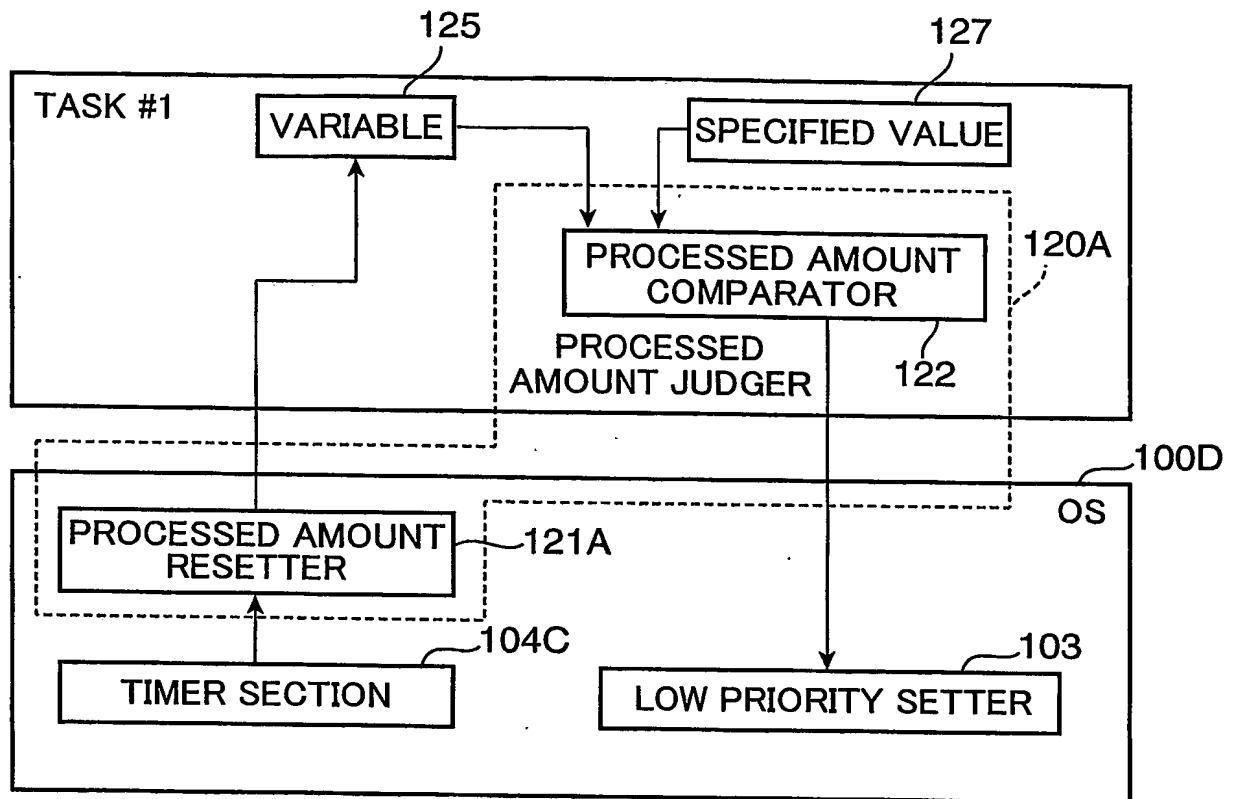 125
127
TASK #1
VARIABLE
SPECIFIED VALUE
120A
PROCESSED AMOUNT
COMPARATOR
PROCESSED
AMOUNT JUDGER
122
100D
OS
PROCESSED AMOUNT
RESETTER
121A
104C
103
TIMER SECTION
LOW PRIORITY SETTER